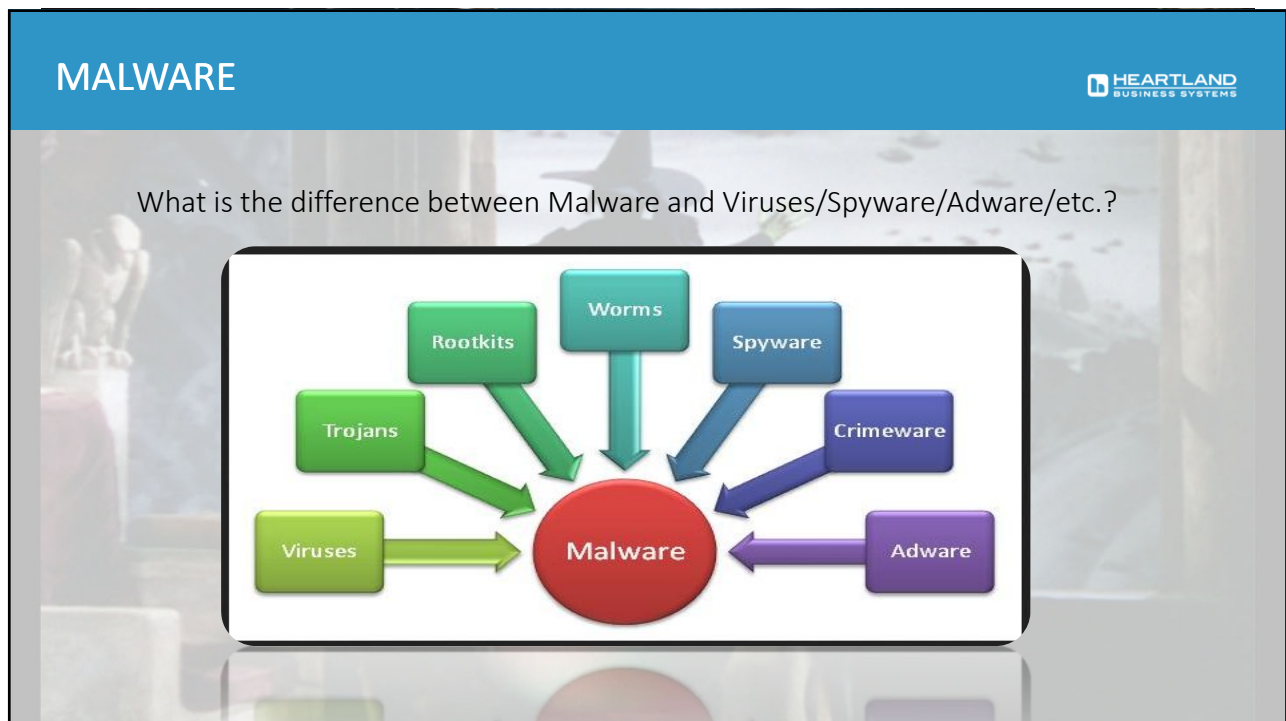 MALWARE
HEARTLAND
BUSINESS SYSTEMS
What is the difference between Malware and Viruses/Spyware/Adware/etc.?
Worms
Rootkits
Spyware
Trojans
Crimeware
Viruses
Malware
Adware